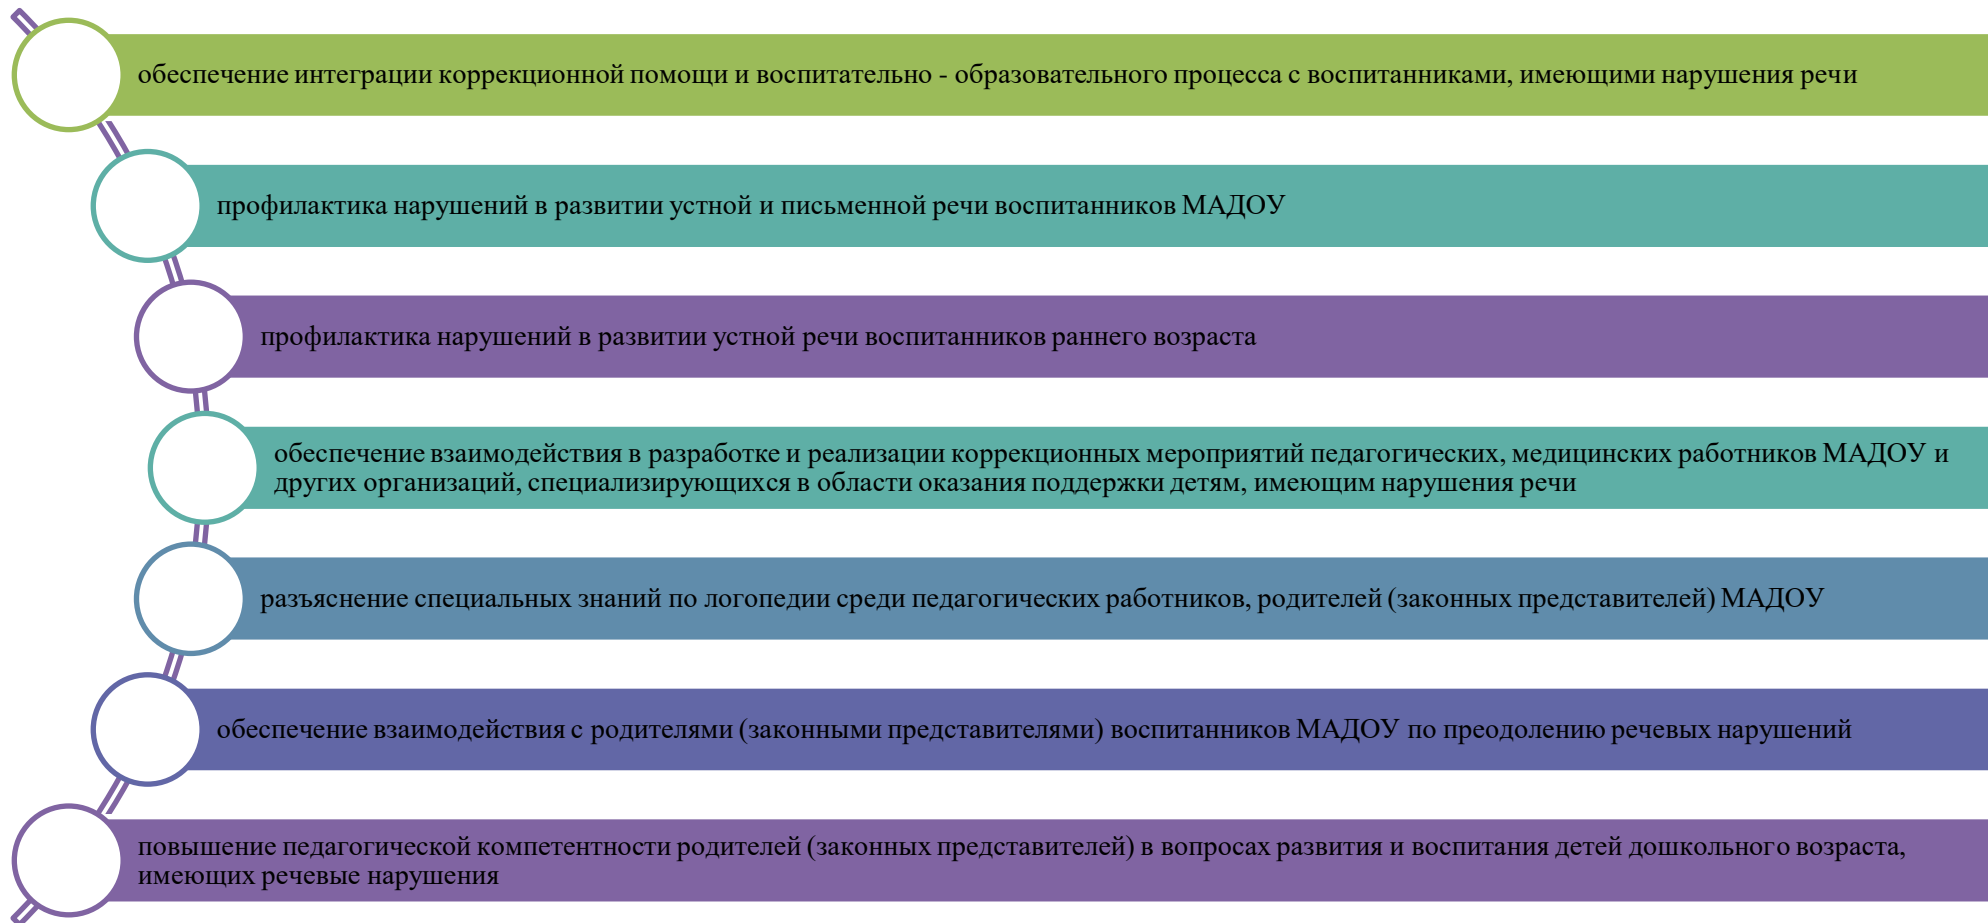 обеспечение интеграции коррекционной помощи и воспитательно - образовательного процесса с воспитанниками, имеющими нарушения речи
профилактика нарушений в развитии устной и письменной речи воспитанников МАДОУ
профилактика нарушений в развитии устной речи воспитанников раннего возраста
обеспечение взаимодействия в разработке и реализации коррекционных мероприятий педагогических, медицинских работников МАДОУ и
других организаций, специализирующихся в области оказания поддержки детям, имеющим нарушения речи
разъяснение специальных знаний по логопедии среди педагогических работников, родителей (законных представителей) МАДОУ
обеспечение взаимодействия с родителями (законными представителями) воспитанников МАДОУ по преодолению речевых нарушений
повышение педагогической компетентности родителей (законных представителей) в вопросах развития и воспитания детей дошкольного возраста,
имеющих речевые нарушения